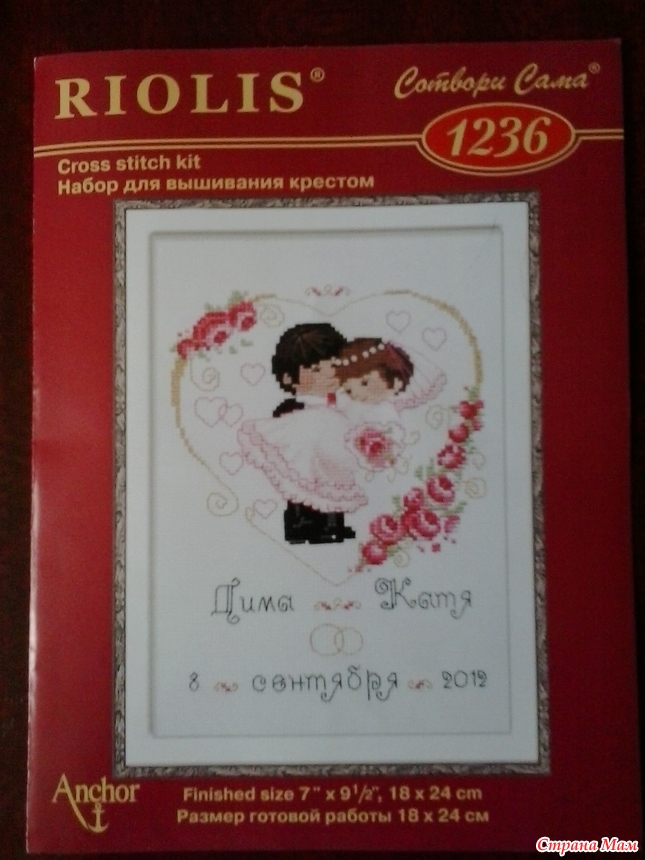 RIOLIS®
Сотвори Сама®
1236
Cross stitch kit
Набор для вышивания крестом
Дима Катя
8 сентября 2012
Anchor
Finished size 7" x 9½", 18 x 24 cm
Размер готовой работы 18 x 24 см
Страна Мам